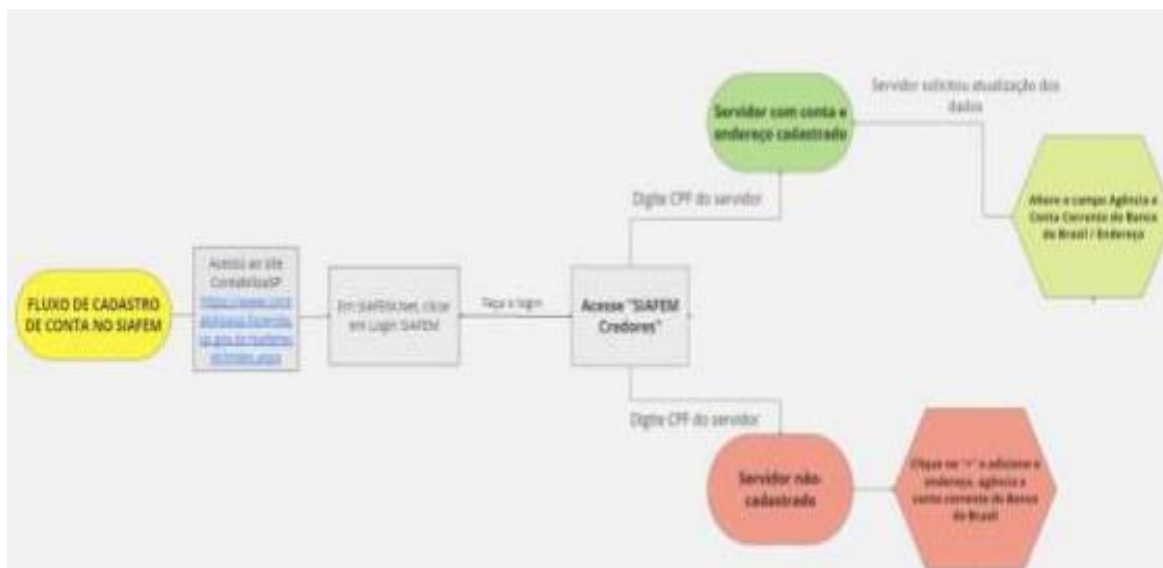 Servidor com conta e
endereço cadastrado
Servidor solicitou atualização dos
dados
Altere o campo Agência e
Conta Corrente do Banco
do Brasil / Endereço
Digite CPF do servidor
FLUXO DE CADASTRO
DE CONTA NO SIAFEM
Acesso ao site
ContabilizaSP
Em SIAFEM.Net, clicar
em Login SIAFEM
Faça o login
Acesse "SIAFEM
Credores"
Digite CPF do servidor
Servidor não-
cadastrado
Clique no "+" e adicione o
endereço, agência e
conta corrente do Banco
do Brasil